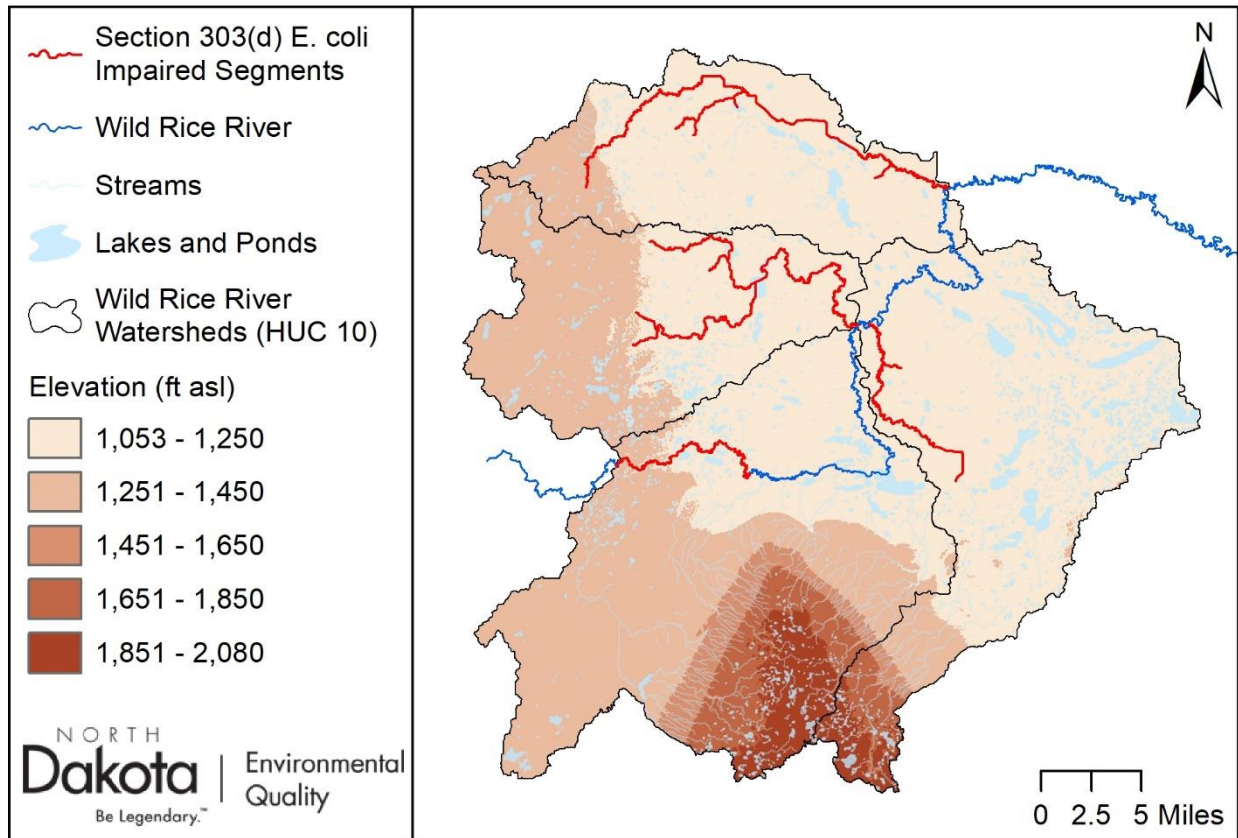 Section 303(d) E. coli
Impaired Segments
Wild Rice River
Streams
Lakes and Ponds
Wild Rice River
Watersheds (HUC 10)
Elevation (ft asl)
1,053 - 1,250
1,251 - 1,450
1,451 - 1,650
1,651 - 1,850
1,851 - 2,080
NORTH
Dakota
Be Legendary.™
Environmental
Quality
N
0 2.5 5 Miles